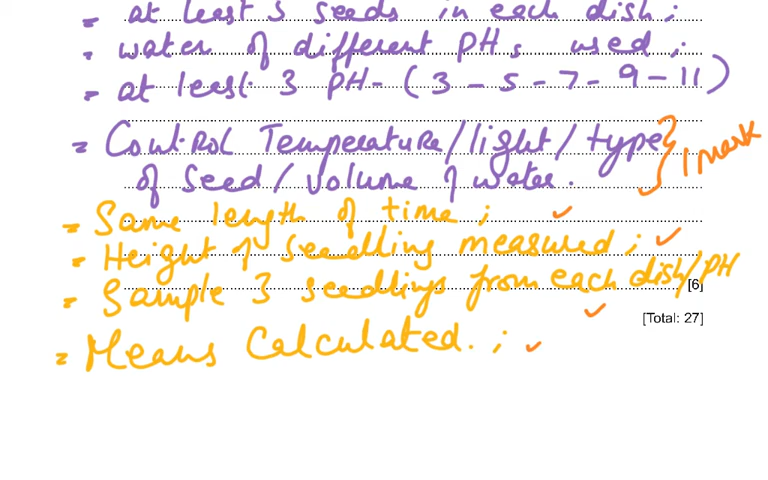 = at least 3 seeds in each dish ;
= water of different pHs used ;
= at least 3 pH - (3 - 5 - 7 - 9 - 11)
= Control Temperature/light/type } 1 mark
of seed/volume of water.
= Same length of time ; ✓
= Height of seedling measured ; ✓
= Sample 3 seedlings from each dish/pH
[6]
✓
[Total: 27]
= Means Calculated. ; ✓